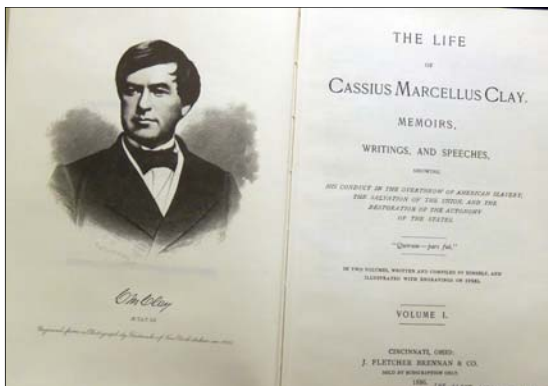 C. M. Clay
THE LIFE
OF
CASSIUS MARCELLUS CLAY.
MEMOIRS,
WRITINGS, AND SPEECHES,
SHOWING
HIS CONDUCT IN THE OVERTHROW OF AMERICAN SLAVERY,
THE SALVATION OF THE UNION, AND THE
RESTORATION OF THE AUTONOMY
OF THE STATES.
"Quorum—pars fui."
IN TWO VOLUMES, WRITTEN AND COMPILED BY HIMSELF, AND
ILLUSTRATED WITH ENGRAVINGS ON STEEL.
VOLUME I.
CINCINNATI, OHIO:
J. FLETCHER BRENNAN & CO.
SOLD BY SUBSCRIPTION ONLY.
1886.